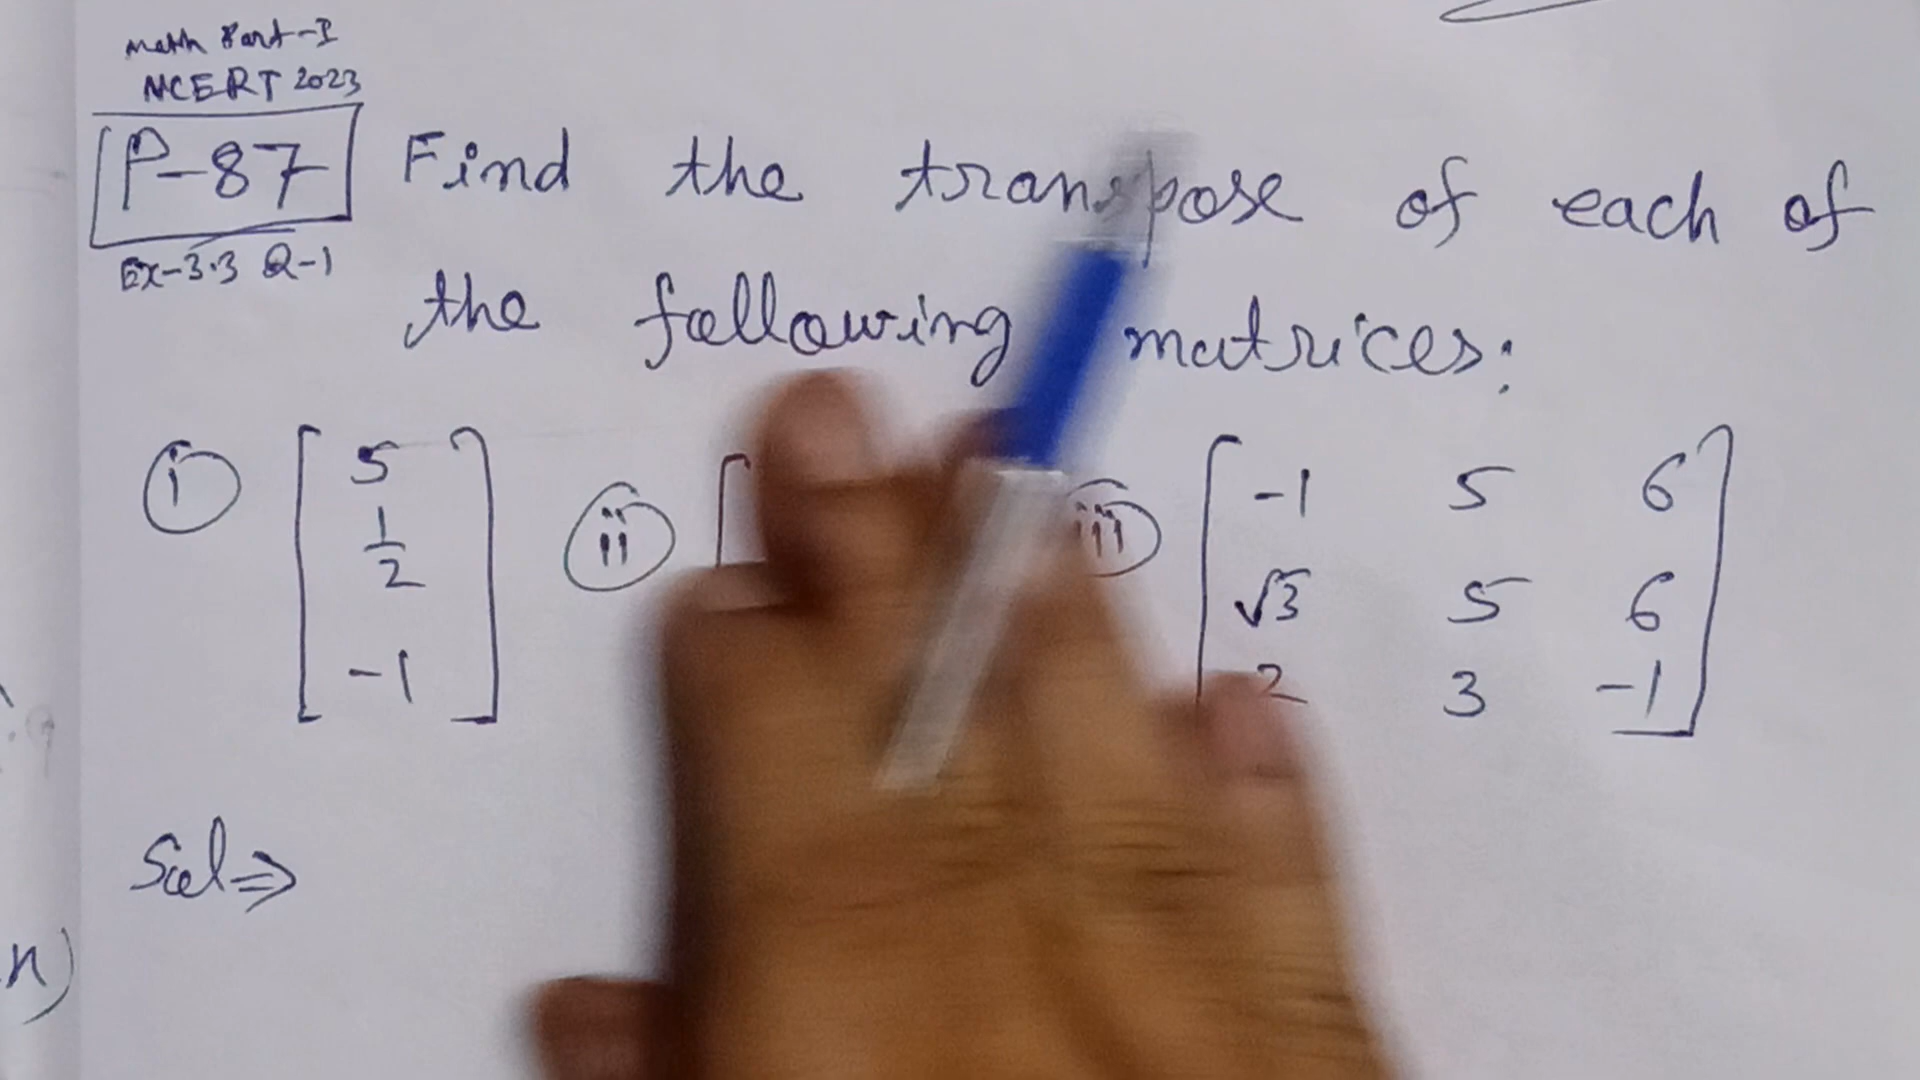 Math Part-I
NCERT 2023
P-87
Ex-3.3 Q-1
Find the transpose of each of
the following matrices:
i [ 5 ] ii [ iii [ -1 5 6 ]
1/2 √3 5 6
-1 2 3 -1
Sol⇒
n)